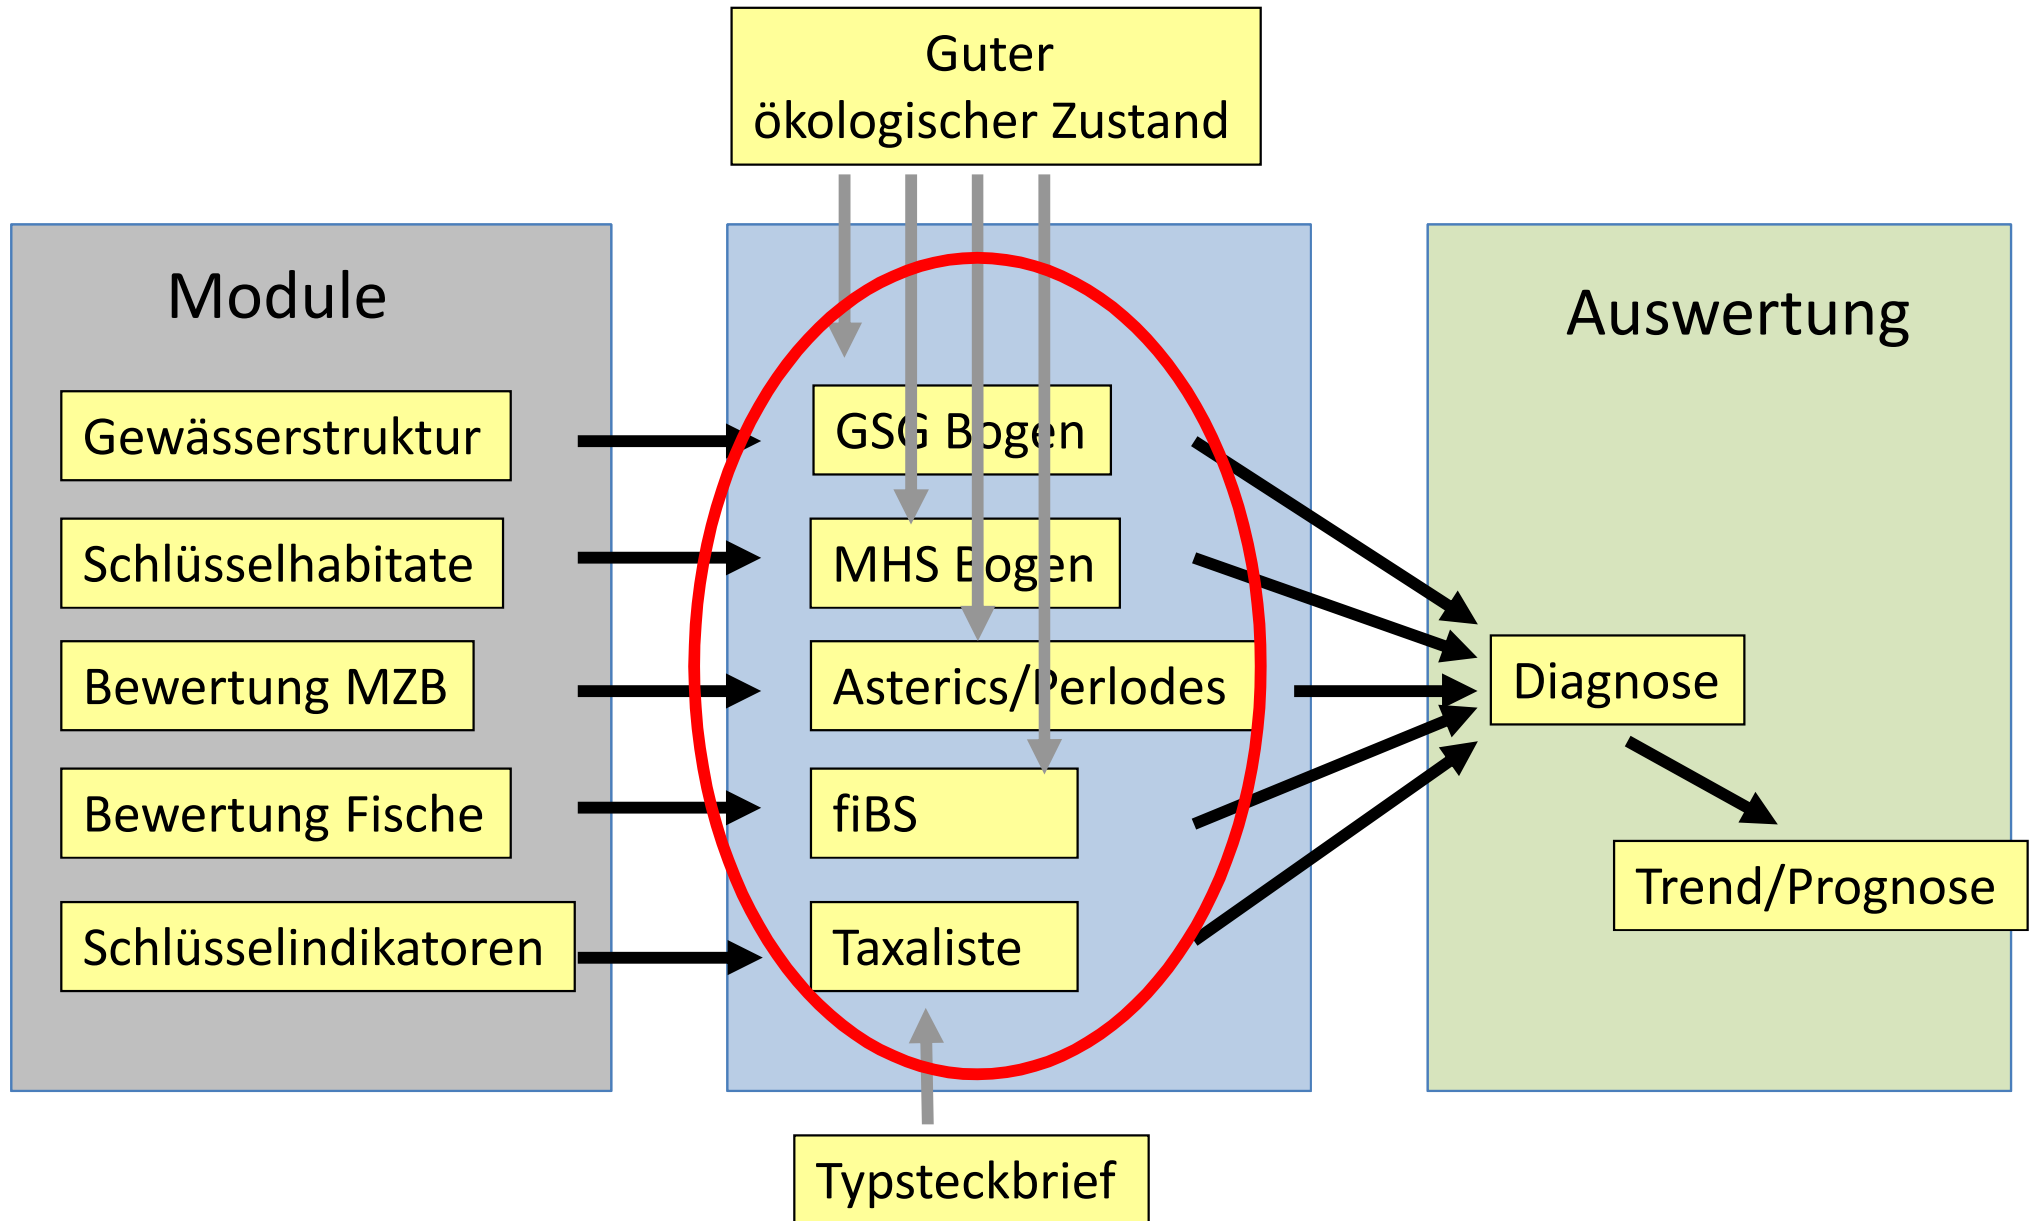 Guter
ökologischer Zustand
Module
Gewässerstruktur
Schlüsselhabitate
Bewertung MZB
Bewertung Fische
Schlüsselindikatoren
GSG Bogen
MHS Bogen
Asterics/Perlodes
fiBS
Taxaliste
Typsteckbrief
Auswertung
Diagnose
Trend/Prognose